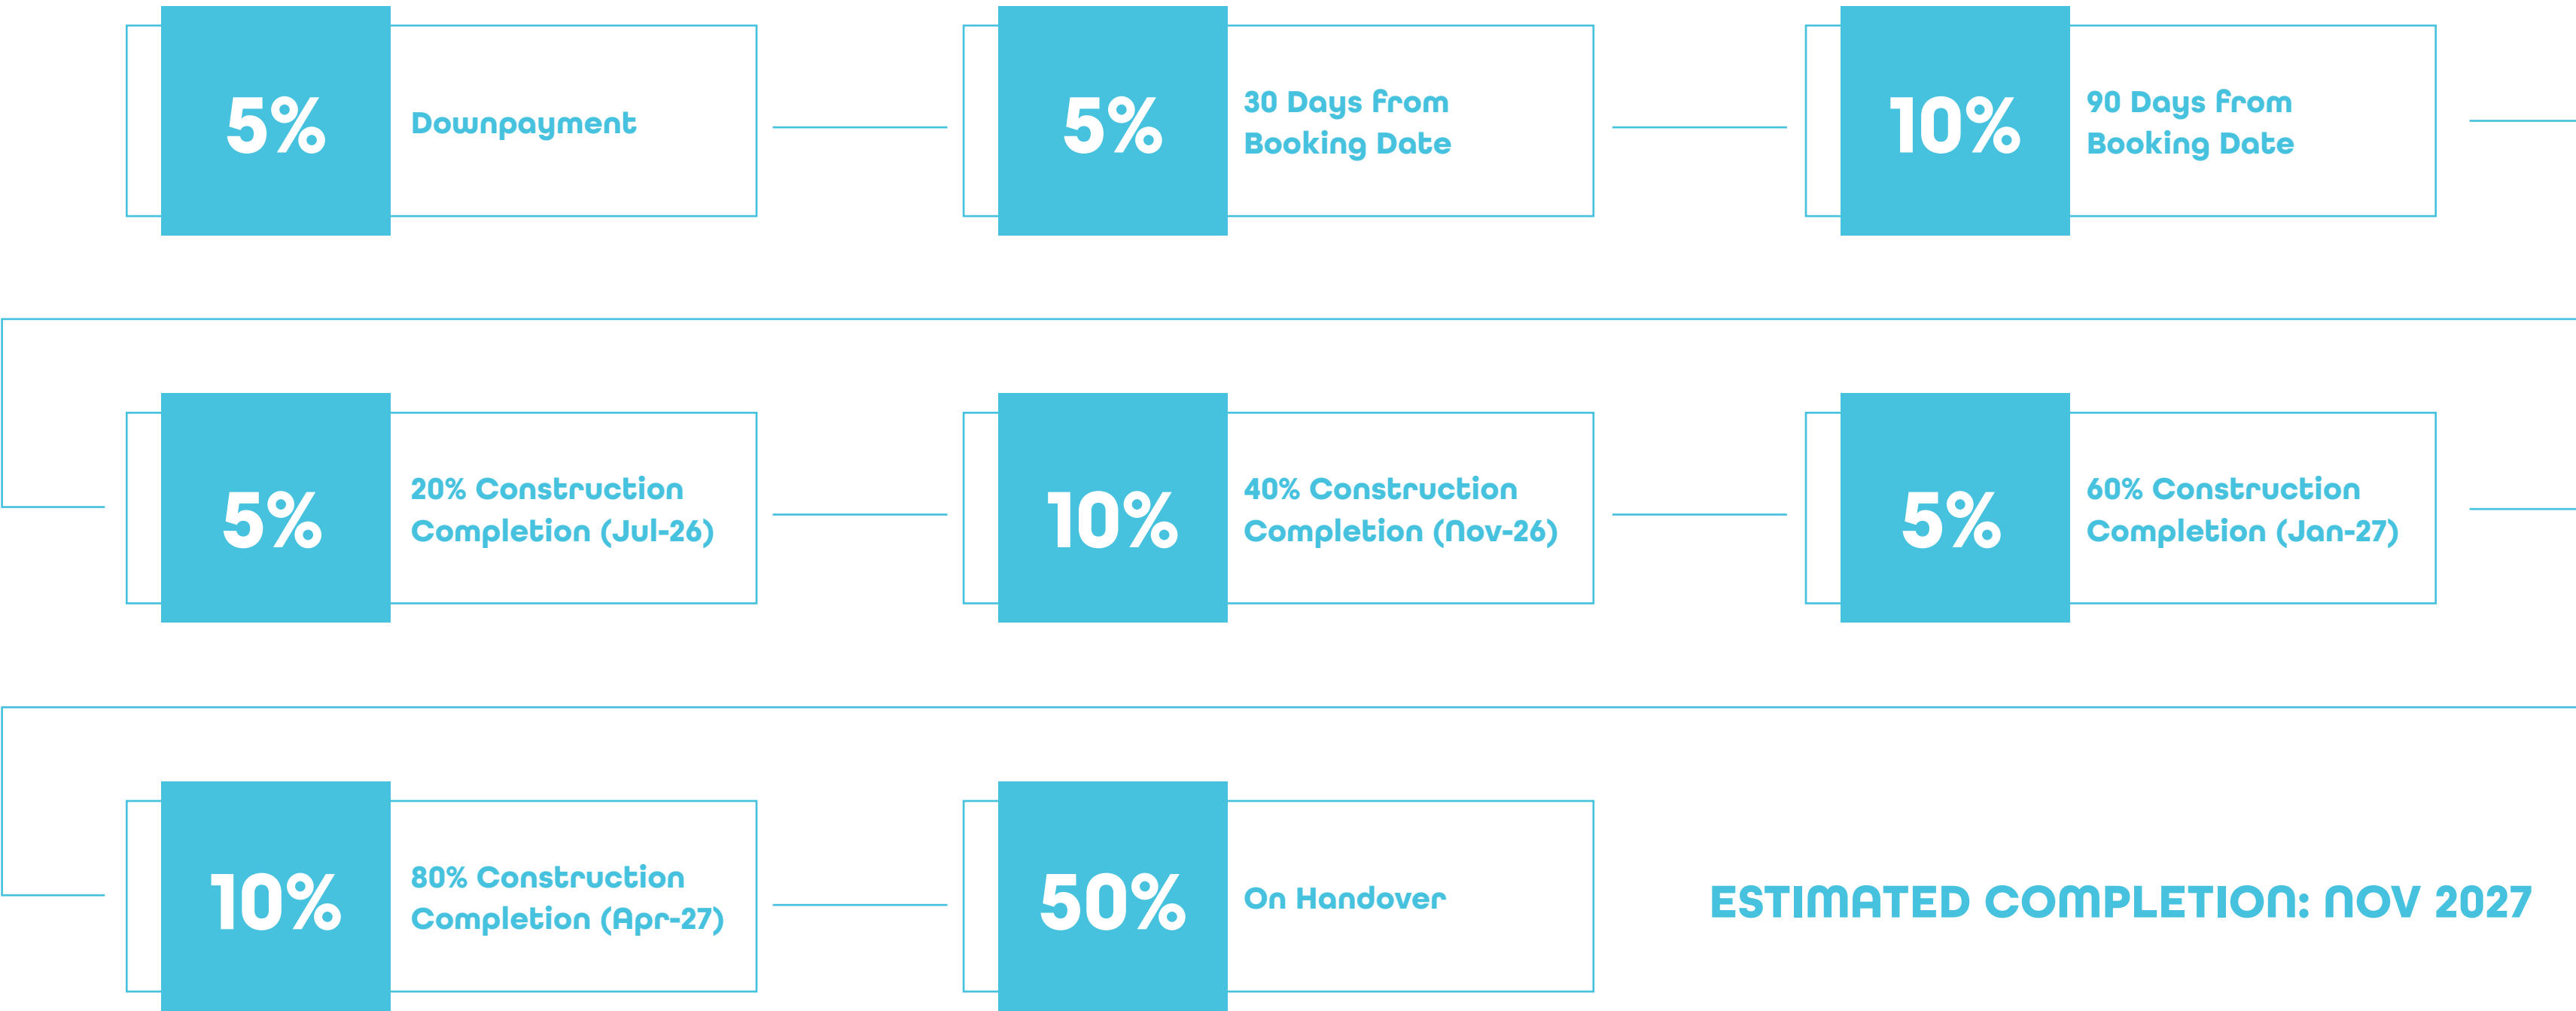 5%
Downpayment
5%
30 Days from
Booking Date
10%
90 Days from
Booking Date
5%
20% Construction
Completion (Jul-26)
10%
40% Construction
Completion (Nov-26)
5%
60% Construction
Completion (Jan-27)
10%
80% Construction
Completion (Apr-27)
50%
On Handover
ESTIMATED COMPLETION: NOV 2027